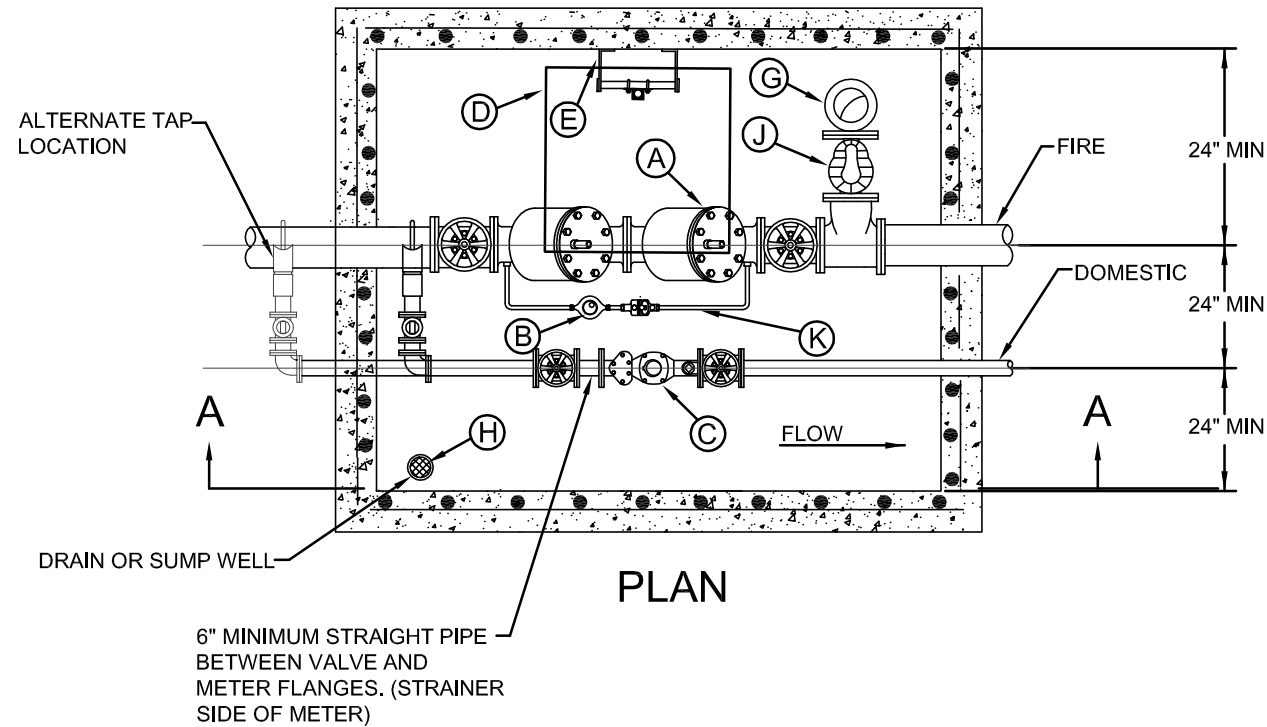 ALTERNATE TAP
LOCATION
D
E
G
J
A
FIRE
24" MIN
DOMESTIC
24" MIN
B
K
A
H
C
FLOW
A
24" MIN
DRAIN OR SUMP WELL
PLAN
6" MINIMUM STRAIGHT PIPE
BETWEEN VALVE AND
METER FLANGES. (STRAINER
SIDE OF METER)